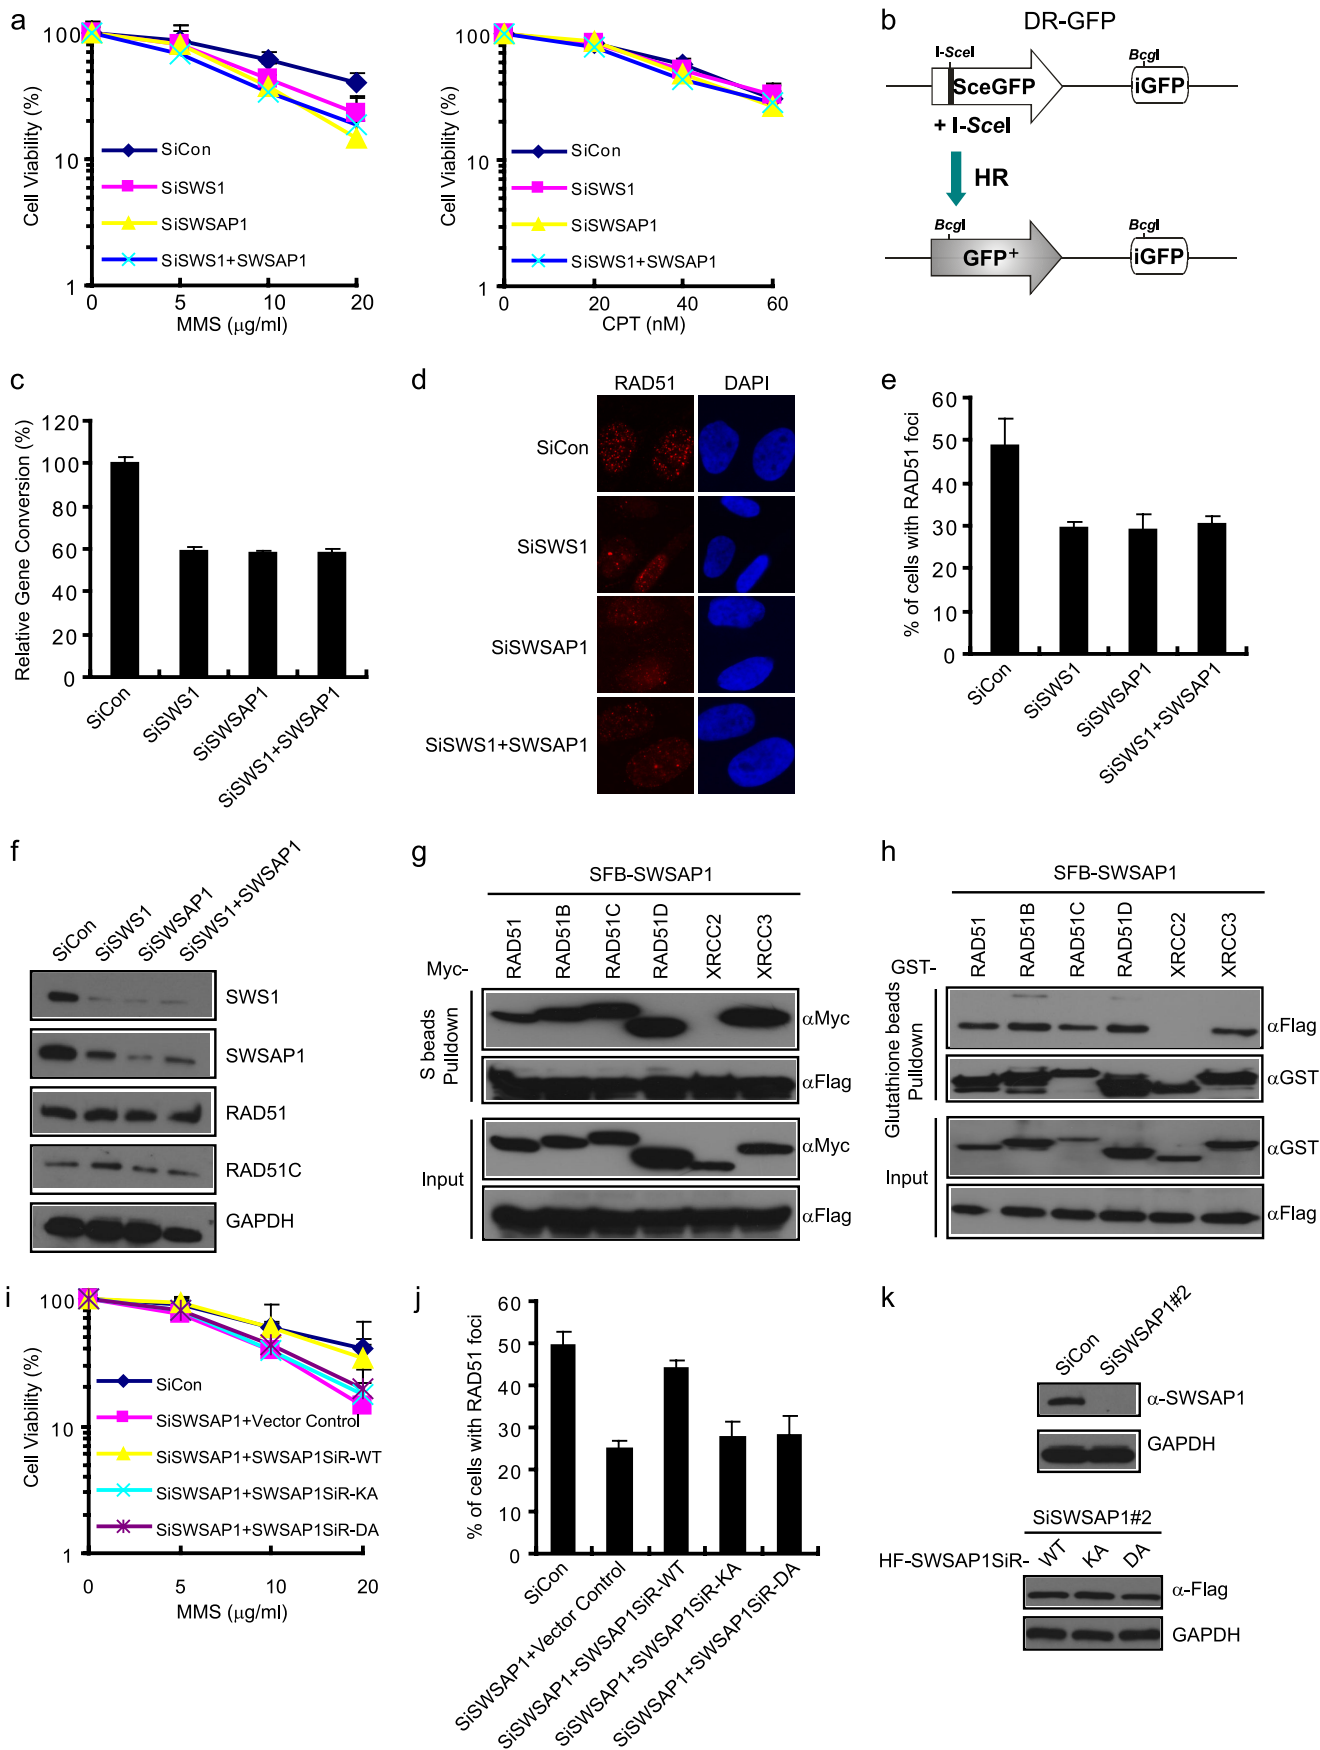 a
100
10
1
Cell Viability (%)
SiCon
SiSWS1
SiSWSAP1
SiSWS1+SWSAP1
0 5 10 20
MMS (μg/ml)
100
10
1
Cell Viability (%)
SiCon
SiSWS1
SiSWSAP1
SiSWS1+SWSAP1
0 20 40 60
CPT (nM)
b
DR-GFP
I-SceI
BcgI
SceGFP
iGFP
+ I-SceI
HR
BcgI
BcgI
GFP+
iGFP
c
120
100
80
60
40
20
0
Relative Gene Conversion (%)
SiCon
SiSWS1
SiSWSAP1
SiSWS1+SWSAP1
d
RAD51 DAPI
SiCon
SiSWS1
SiSWSAP1
SiSWS1+SWSAP1
e
60
50
40
30
20
10
0
% of cells with RAD51 foci
SiCon
SiSWS1
SiSWSAP1
SiSWS1+SWSAP1
f
SiCon
SiSWS1
SiSWSAP1
SiSWS1+SWSAP1
SWS1
SWSAP1
RAD51
RAD51C
GAPDH
g
SFB-SWSAP1
Myc-
RAD51
RAD51B
RAD51C
RAD51D
XRCC2
XRCC3
S beads
Pulldown
αMyc
αFlag
Input
αMyc
αFlag
h
SFB-SWSAP1
GST-
RAD51
RAD51B
RAD51C
RAD51D
XRCC2
XRCC3
Glutathione beads
Pulldown
αFlag
αGST
Input
αGST
αFlag
i
100
10
1
Cell Viability (%)
SiCon
SiSWSAP1+Vector Control
SiSWSAP1+SWSAP1SiR-WT
SiSWSAP1+SWSAP1SiR-KA
SiSWSAP1+SWSAP1SiR-DA
0 5 10 20
MMS (μg/ml)
j
60
50
40
30
20
10
0
% of cells with RAD51 foci
SiCon
SiSWSAP1+Vector Control
SiSWSAP1+SWSAP1SiR-WT
SiSWSAP1+SWSAP1SiR-KA
SiSWSAP1+SWSAP1SiR-DA
k
SiCon
SiSWSAP1#2
α-SWSAP1
GAPDH
SiSWSAP1#2
HF-SWSAP1SiR- WT KA DA
α-Flag
GAPDH